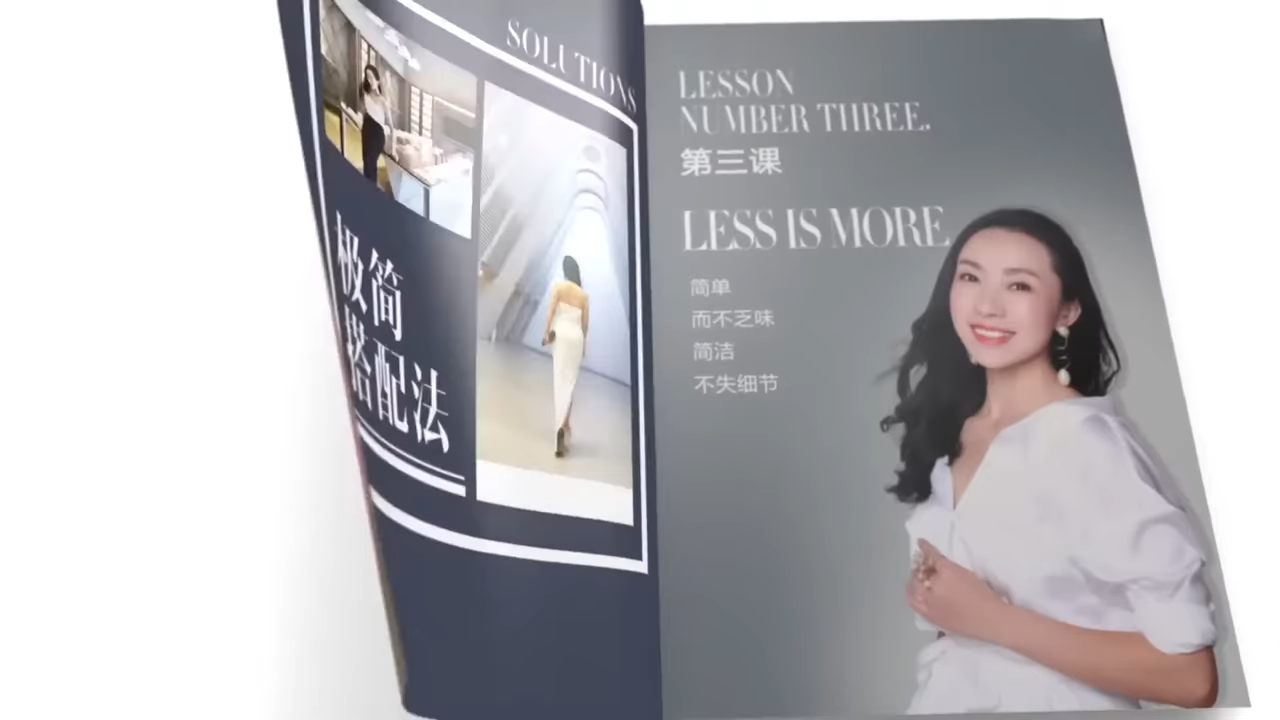 SOLUTIONS
极简
搭配法
LESSON
NUMBER THREE.
第三课
LESS IS MORE
简单
而不乏味
简洁
不失细节